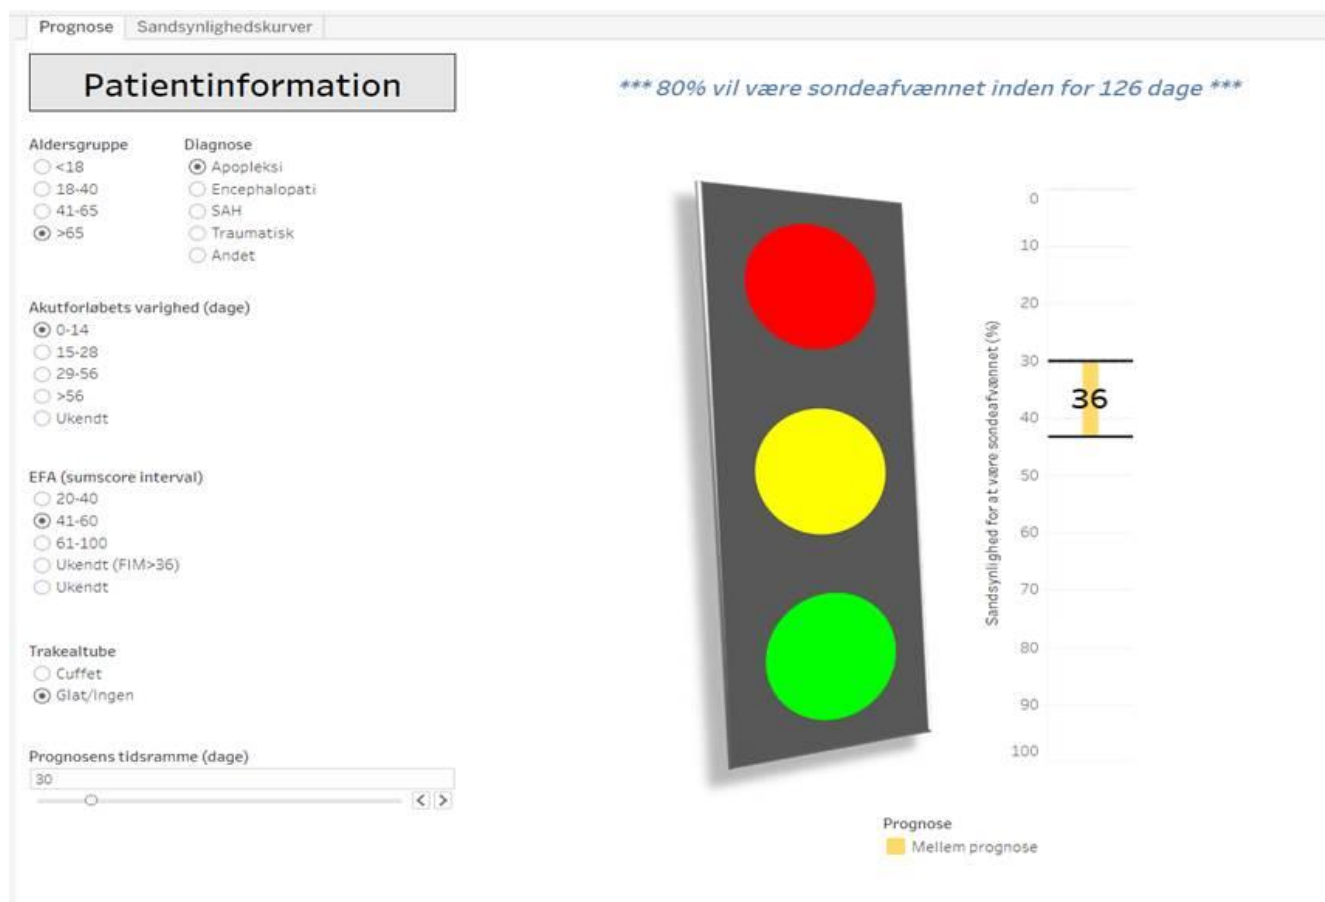 Prognose Sandsynlighedskurver
Patientinformation
*** 80% vil være sondeafvænnet inden for 126 dage ***
Aldersgruppe
<18
18-40
41-65
>65
Diagnose
Apopleksi
Encephalopati
SAH
Traumatisk
Andet
Akutforløbets varighed (dage)
0-14
15-28
29-56
>56
Ukendt
EFA (sumscore interval)
20-40
41-60
61-100
Ukendt (FIM>36)
Ukendt
Trakealtube
Cuffet
Glat/Ingen
Prognosens tidsramme (dage)
30
< >
Sandsynlighed for at være sondeafvænnet (%)
0
10
20
30
36
40
50
60
70
80
90
100
Prognose
Mellem prognose